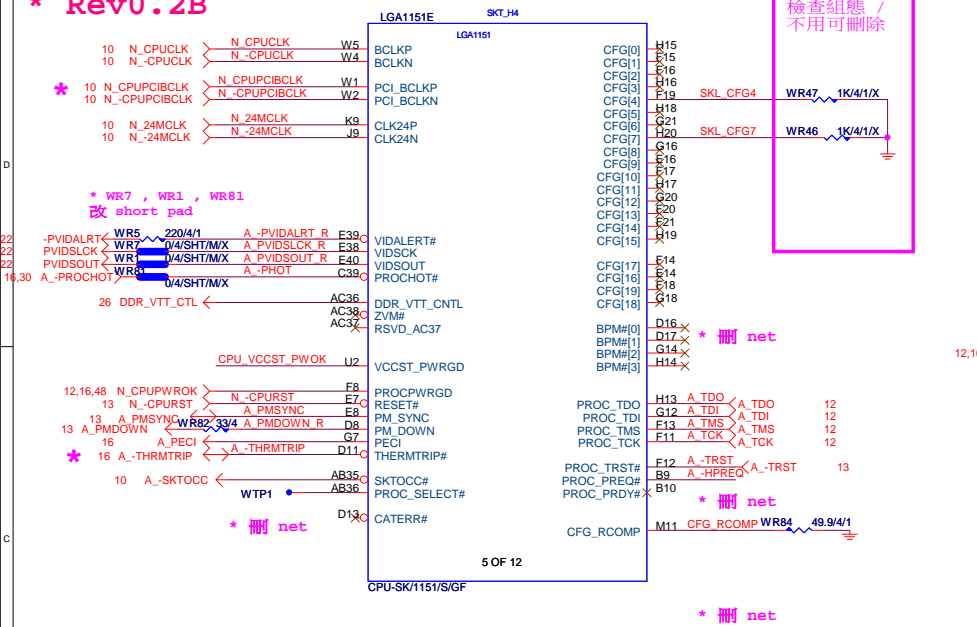 * Rev0.2B
檢查組態 /
不用可刪除
LGA1151E
SKT_H4
LGA1151
10 N_CPUCLK N_CPUCLK W5 BCLKP
10 N_-CPUCLK N_-CPUCLK W4 BCLKN
* 10 N_CPUPCIBCLK N_CPUPCIBCLK W1 PCI_BCLKP
10 N_-CPUPCIBCLK N_-CPUPCIBCLK W2 PCI_BCLKN
10 N_24MCLK N_24MCLK K9 CLK24P
10 N_-24MCLK N_-24MCLK J9 CLK24N
CFG[0] H15
CFG[1] F15
CFG[2] F16
CFG[3] H16
CFG[4] F19 SKL_CFG4 WR47 1K/4/1/X
CFG[5] H18
CFG[6] G21
CFG[7] H20 SKL_CFG7 WR46 1K/4/1/X
CFG[8] G16
CFG[9] E16
CFG[10] F17
CFG[11] H17
CFG[12] G20
CFG[13] F20
CFG[14] F21
CFG[15] H19
D
* WR7 , WR1 , WR81
改 short pad
22 -PVIDALRT WR5 220/4/1 A_-PVIDALRT_R E39 VIDALERT#
22 PVIDSLCK WR7 0/4/SHT/M/X A_PVIDSLCK_R E38 VIDSCK
22 PVIDSOUT WR1 0/4/SHT/M/X A_PVIDSOUT_R E40 VIDSOUT
16,30 A_-PROCHOT WR81 0/4/SHT/M/X A_-PHOT C39 PROCHOT#
CFG[17] F14
CFG[16] E14
CFG[19] F18
CFG[18] G18
26 DDR_VTT_CTL AC36 DDR_VTT_CNTL
AC38 ZVM#
AC37 RSVD_AC37
BPM#[0] D16
BPM#[1] D17
BPM#[2] G14
BPM#[3] H14
* 刪 net
CPU_VCCST_PWOK U2 VCCST_PWRGD
12,1
12,16,48 N_CPUPWROK F8 PROCPWRGD
13 N_-CPURST N_-CPURST E7 RESET#
13 A_PMSYNC A_PMSYNC E8 PM_SYNC
13 A_PMDOWN WR82 33/4 A_PMDOWN_R D8 PM_DOWN
16 A_PECI G7 PECI
* 16 A_-THRMTRIP A_-THRMTRIP D11 THERMTRIP#
PROC_TDO H13 A_TDO A_TDO 12
PROC_TDI G12 A_TDI A_TDI 12
PROC_TMS F13 A_TMS A_TMS 12
PROC_TCK F11 A_TCK A_TCK 12
PROC_TRST# F12 A_-TRST A_-TRST 13
PROC_PREQ# B9 A_-HPREQ
PROC_PRDY# B10
10 A_-SKTOCC AB35 SKTOCC#
WTP1 AB36 PROC_SELECT#
* 刪 net
D13 CATERR#
* 刪 net
CFG_RCOMP M11 CFG_RCOMP WR84 49.9/4/1
C
5 OF 12
CPU-SK/1151/S/GF
* 刪 net